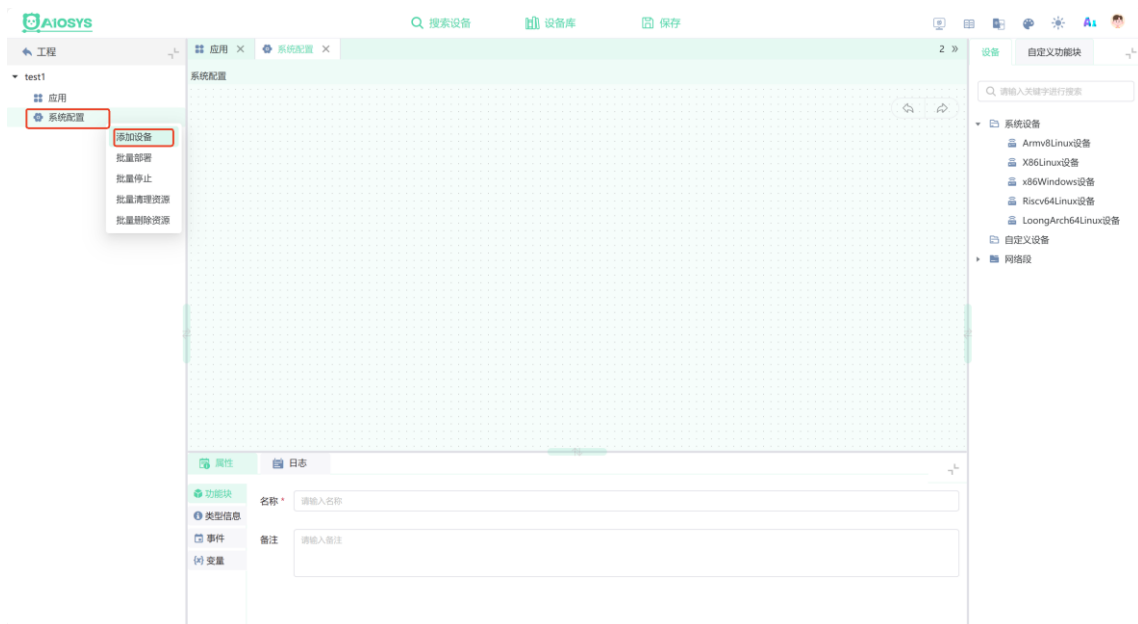 AIOSYS
搜索设备
设备库
保存
工程
test1
应用
系统配置
添加设备
批量部署
批量停止
批量清理资源
批量删除资源
应用
系统配置
2 »
系统配置
属性
日志
功能块
类型信息
事件
变量
名称 *
请输入名称
备注
请输入备注
设备
自定义功能块
请输入关键字进行搜索
系统设备
Armv8Linux设备
X86Linux设备
x86Windows设备
Riscv64Linux设备
LoongArch64Linux设备
自定义设备
网络段